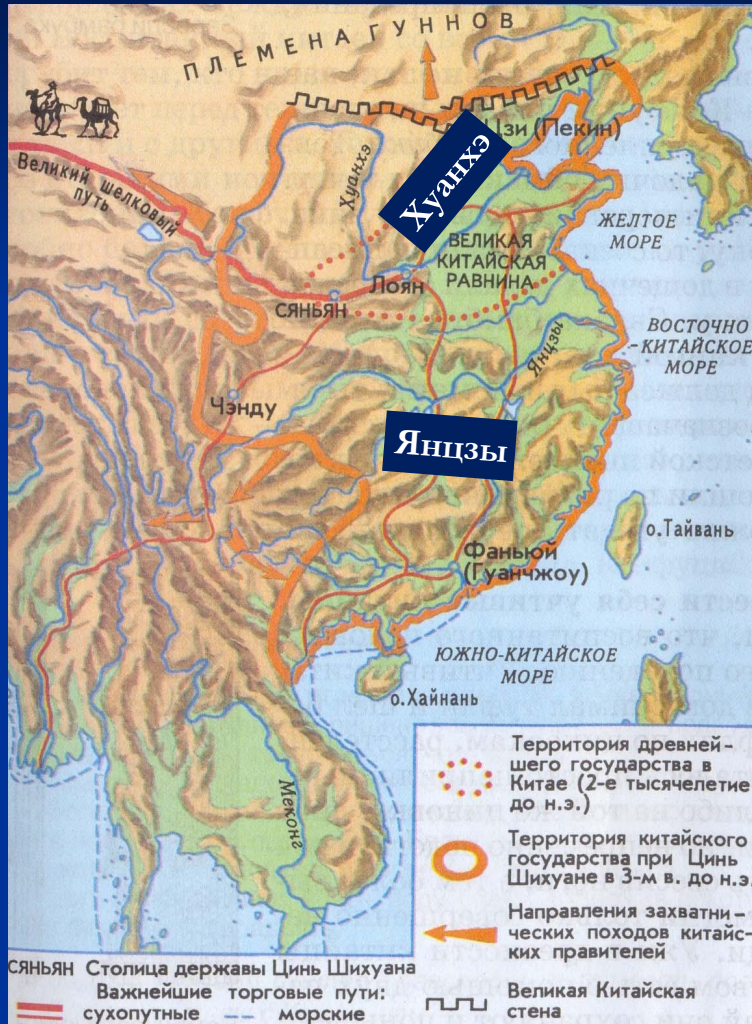 ПЛЕМЕНА ГУННОВ
Цзи (Пекин)
Хуанхэ
Хуанхэ
Великий шелковый
путь
ЖЕЛТОЕ
МОРЕ
ВЕЛИКАЯ
КИТАЙСКАЯ
РАВНИНА
Лоян
СЯНЬЯН
ВОСТОЧНО
-КИТАЙСКОЕ
МОРЕ
Янцзы
Чэнду
Янцзы
о.Тайвань
Фаньюй
(Гуанчжоу)
ЮЖНО-КИТАЙСКОЕ
МОРЕ
о.Хайнань
Меконг
Территория древней-
шего государства в
Китае (2-е тысячелетие
до н.э.)
Территория китайского
государства при Цинь
Шихуане в 3-м в. до н.э.
Направления захватни-
ческих походов китайс-
ких правителей
СЯНЬЯН Столица державы Цинь Шихуана
Важнейшие торговые пути:
сухопутные морские
Великая Китайская
стена